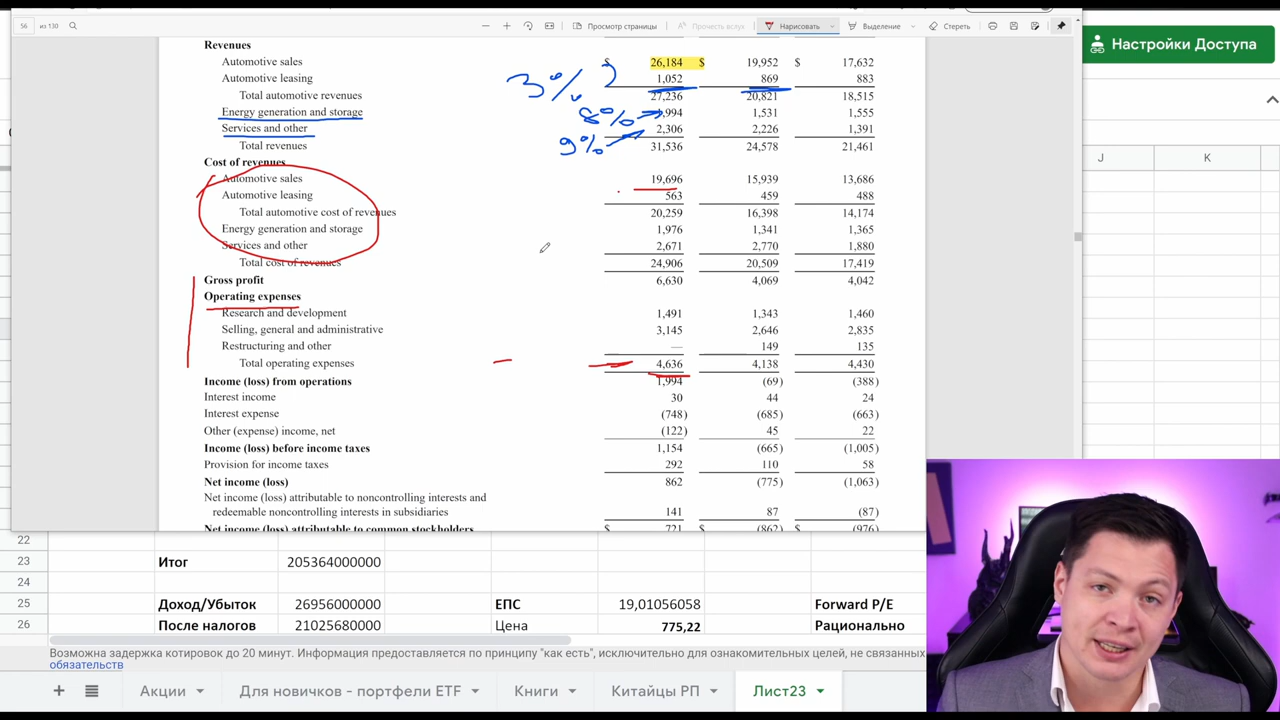 56 из 130 Просмотр страницы Прочесть вслух Нарисовать Выделение Стереть
Настройки Доступа
Revenues
Automotive sales $ 26,184 $ 19,952 $ 17,632
Automotive leasing 1,052 869 883
3%
Total automotive revenues 27,236 20,821 18,515
Energy generation and storage 8% 1,994 1,531 1,555
Services and other 2,306 2,226 1,391
9%
Total revenues 31,536 24,578 21,461
J K
Cost of revenues
Automotive sales 19,696 15,939 13,686
Automotive leasing 563 459 488
Total automotive cost of revenues 20,259 16,398 14,174
Energy generation and storage 1,976 1,341 1,365
Services and other 2,671 2,770 1,880
Total cost of revenues 24,906 20,509 17,419
Gross profit 6,630 4,069 4,042
Operating expenses
Research and development 1,491 1,343 1,460
Selling, general and administrative 3,145 2,646 2,835
Restructuring and other — 149 135
Total operating expenses 4,636 4,138 4,430
Income (loss) from operations 1,994 (69) (388)
Interest income 30 44 24
Interest expense (748) (685) (663)
Other (expense) income, net (122) 45 22
Income (loss) before income taxes 1,154 (665) (1,005)
Provision for income taxes 292 110 58
Net income (loss) 862 (775) (1,063)
Net income (loss) attributable to noncontrolling interests and
redeemable noncontrolling interests in subsidiaries 141 87 (87)
Net income (loss) attributable to common stockholders $ 721 $ (862) $ (976)
22
23 Итог 205364000000
24
25 Доход/Убыток 26956000000 ЕПС 19,01056058 Forward P/E
26 После налогов 21025680000 Цена 775,22 Рационально
Возможна задержка котировок до 20 минут. Информация предоставляется по принципу "как есть", исключительно для ознакомительных целей, не связанных
обязательств
+ Акции Для новичков - портфели ETF Книги Китайцы РП Лист23